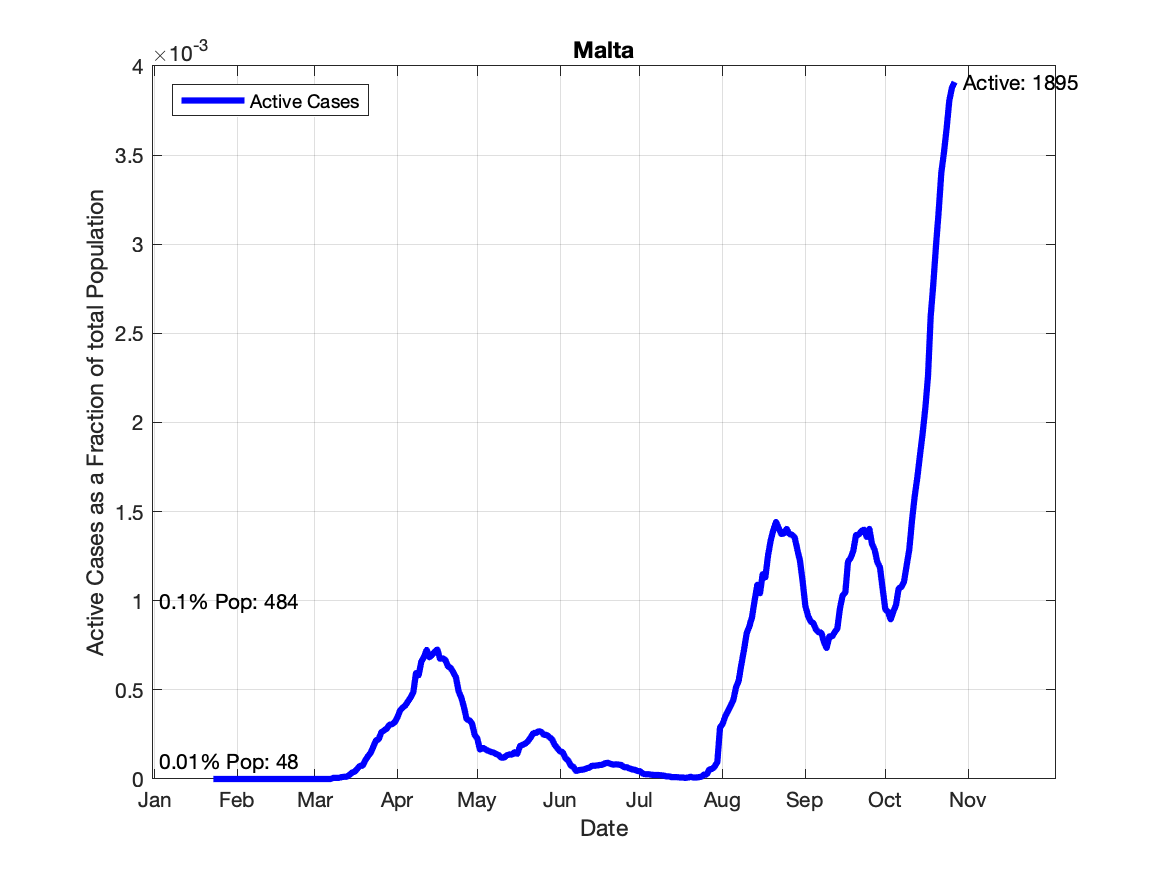 Malta
×10-3
4
3.5
3
2.5
2
1.5
1
0.5
0
Active Cases as a Fraction of total Population
Active Cases
Active: 1895
0.1% Pop: 484
0.01% Pop: 48
Jan Feb Mar Apr May Jun Jul Aug Sep Oct Nov
Date